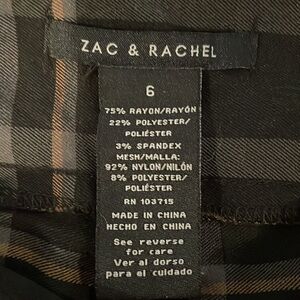 ZAC & RACHEL
6
75% RAYON/RAYÓN
22% POLYESTER/
POLIÉSTER
3% SPANDEX
MESH/MALLA:
92% NYLON/NILÓN
8% POLYESTER/
POLIÉSTER
RN 103715
MADE IN CHINA
HECHO EN CHINA
See reverse
for care
Ver al dorso
para el cuidado